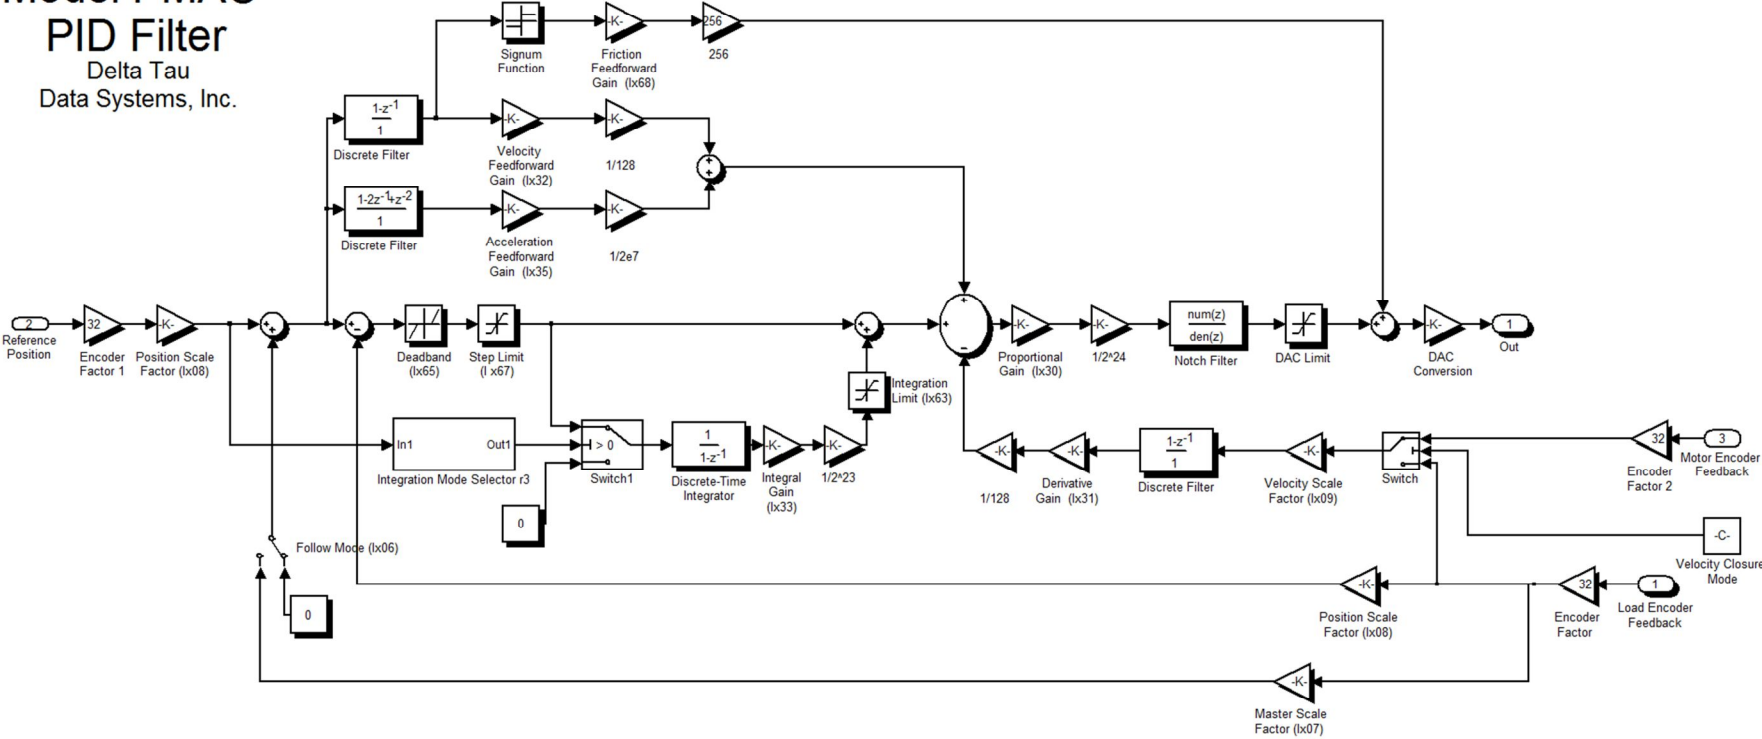 PID Filter
Delta Tau
Data Systems, Inc.
Signum
Function
-K-
Friction
Feedforward
Gain (Ix68)
256
256
1-z-1
1
Discrete Filter
-K-
Velocity
Feedforward
Gain (Ix32)
-K-
1/128
+
+
1-2z-1+z-2
1
Discrete Filter
-K-
Acceleration
Feedforward
Gain (Ix35)
-K-
1/2e7
2
Reference
Position
32
Encoder
Factor 1
-K-
Position Scale
Factor (Ix08)
+
+
+
−
Deadband
(Ix65)
Step Limit
(I x67)
+
+
+
+
−
-K-
Proportional
Gain (Ix30)
-K-
1/2^24
num(z)
den(z)
Notch Filter
DAC Limit
+
+
-K-
DAC
Conversion
1
Out
Integration
Limit (Ix63)
In1
Out1
Integration Mode Selector r3
> 0
Switch1
1
1-z-1
Discrete-Time
Integrator
-K-
Integral
Gain
(Ix33)
-K-
1/2^23
0
-K-
1/128
-K-
Derivative
Gain (Ix31)
1-z-1
1
Discrete Filter
-K-
Velocity Scale
Factor (Ix09)
Switch
32
Encoder
Factor 2
3
Motor Encoder
Feedback
-C-
Velocity Closure
Mode
Follow Mode (Ix06)
0
-K-
Position Scale
Factor (Ix08)
32
Encoder
Factor
1
Load Encoder
Feedback
-K-
Master Scale
Factor (Ix07)